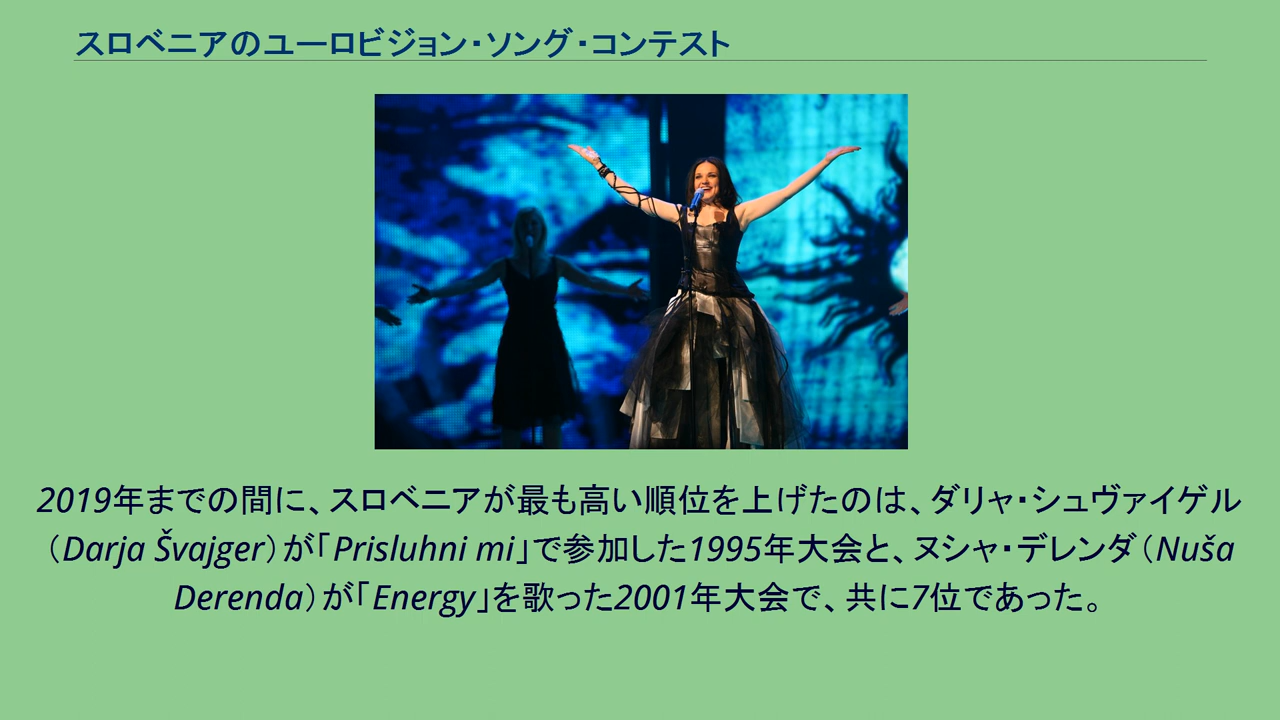 スロベニアのユーロビジョン・ソング・コンテスト
2019年までの間に、スロベニアが最も高い順位を上げたのは、ダリャ・シュヴァイゲル
（Darja Švajger）が「Prisluhni mi」で参加した1995年大会と、ヌシャ・デレンダ（Nuša
Derenda）が「Energy」を歌った2001年大会で、共に7位であった。